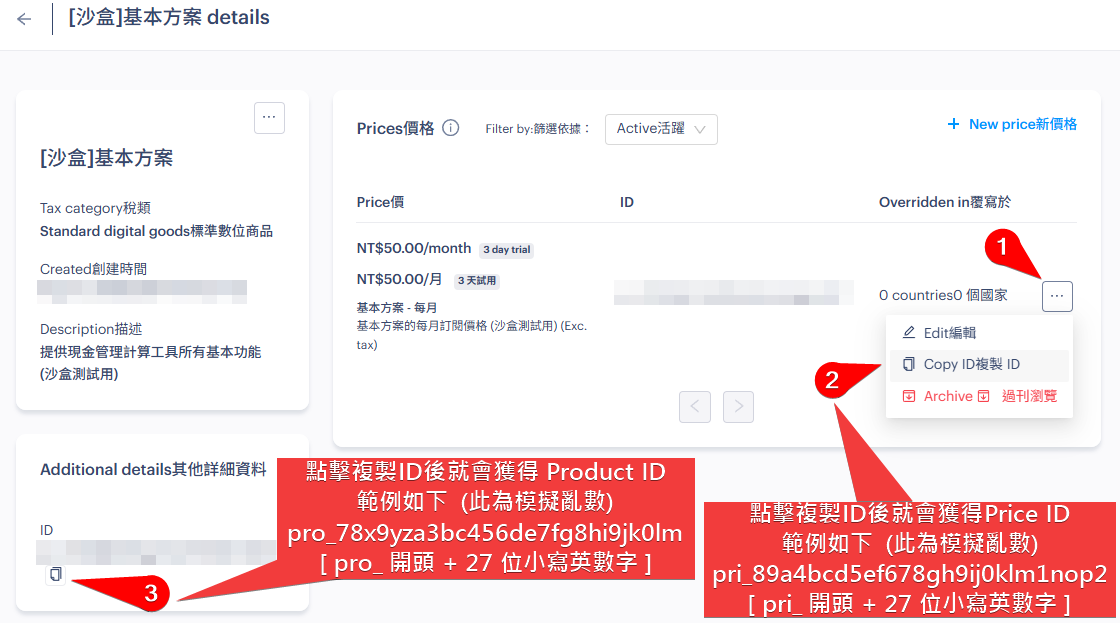 [沙盒]基本方案 details
[沙盒]基本方案
Tax category稅類
Standard digital goods標準數位商品
Created創建時間
Description描述
提供現金管理計算工具所有基本功能
(沙盒測試用)
Prices價格
Filter by:篩選依據：
Active活躍
+ New price新價格
Price價
ID
Overridden in覆寫於
NT$50.00/month 3 day trial
NT$50.00/月 3 天試用
基本方案 - 每月
基本方案的每月訂閱價格 (沙盒測試用) (Exc.
tax)
0 countries0 個國家
1
Edit編輯
Copy ID複製 ID
Archive 過刊瀏覽
2
Additional details其他詳細資料
ID
3
點擊複製ID後就會獲得 Product ID
範例如下 (此為模擬亂數)
pro_78x9yza3bc456de7fg8hi9jk0lm
[ pro_ 開頭 + 27 位小寫英數字 ]
點擊複製ID後就會獲得Price ID
範例如下 (此為模擬亂數)
pri_89a4bcd5ef678gh9ij0klm1nop2
[ pri_ 開頭 + 27 位小寫英數字 ]